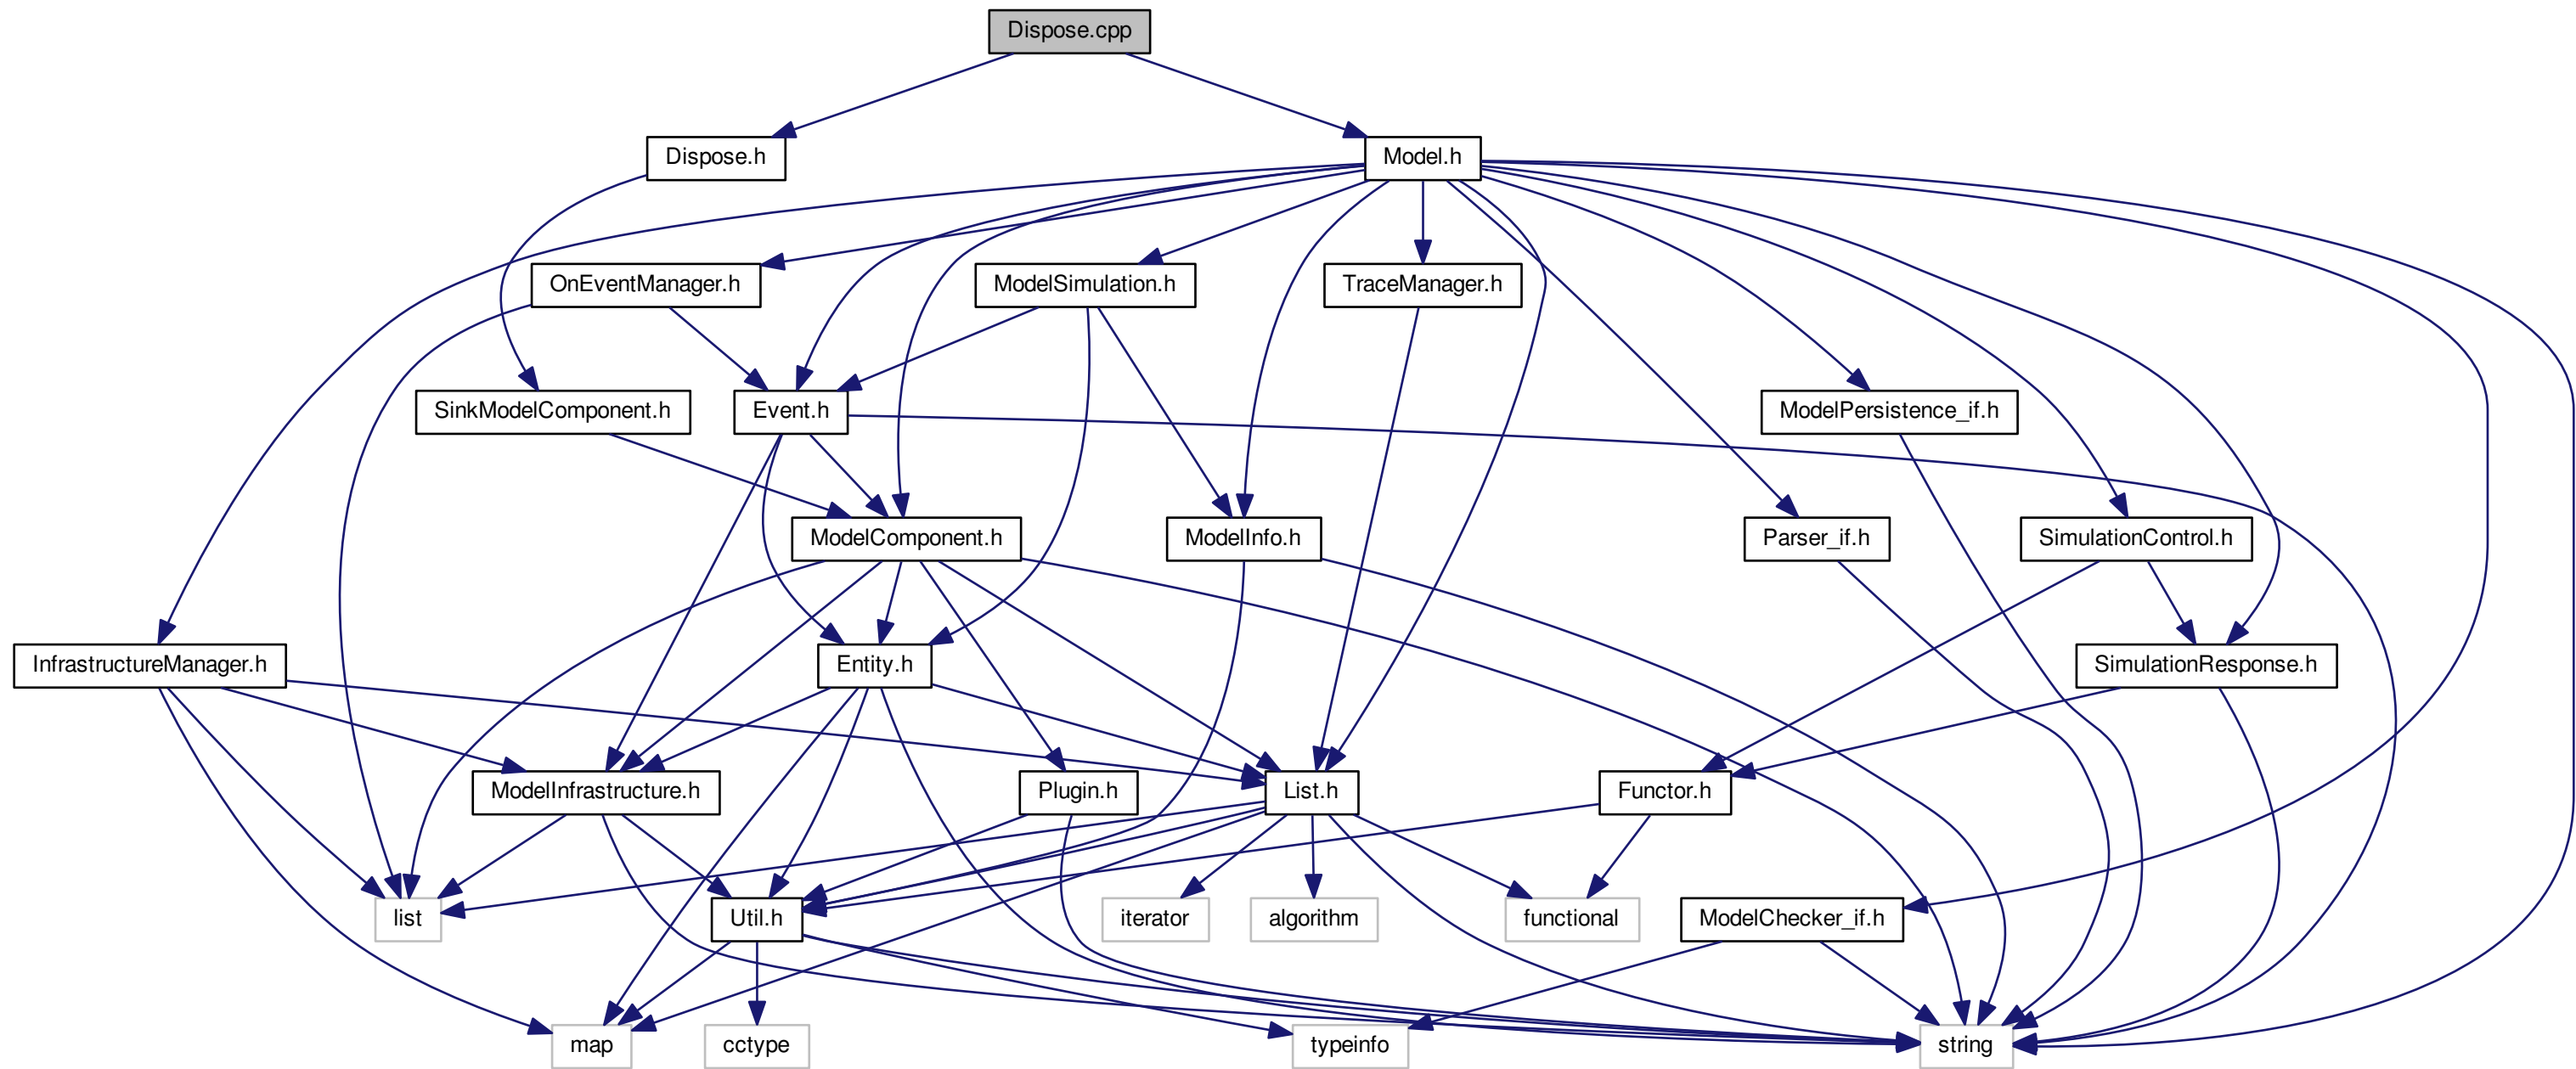 Dispose.cpp
Dispose.h
Model.h
OnEventManager.h
ModelSimulation.h
TraceManager.h
SinkModelComponent.h
Event.h
ModelPersistence_if.h
ModelComponent.h
ModelInfo.h
Parser_if.h
SimulationControl.h
InfrastructureManager.h
Entity.h
SimulationResponse.h
ModelInfrastructure.h
Plugin.h
List.h
Functor.h
list
Util.h
iterator
algorithm
functional
ModelChecker_if.h
map
cctype
typeinfo
string